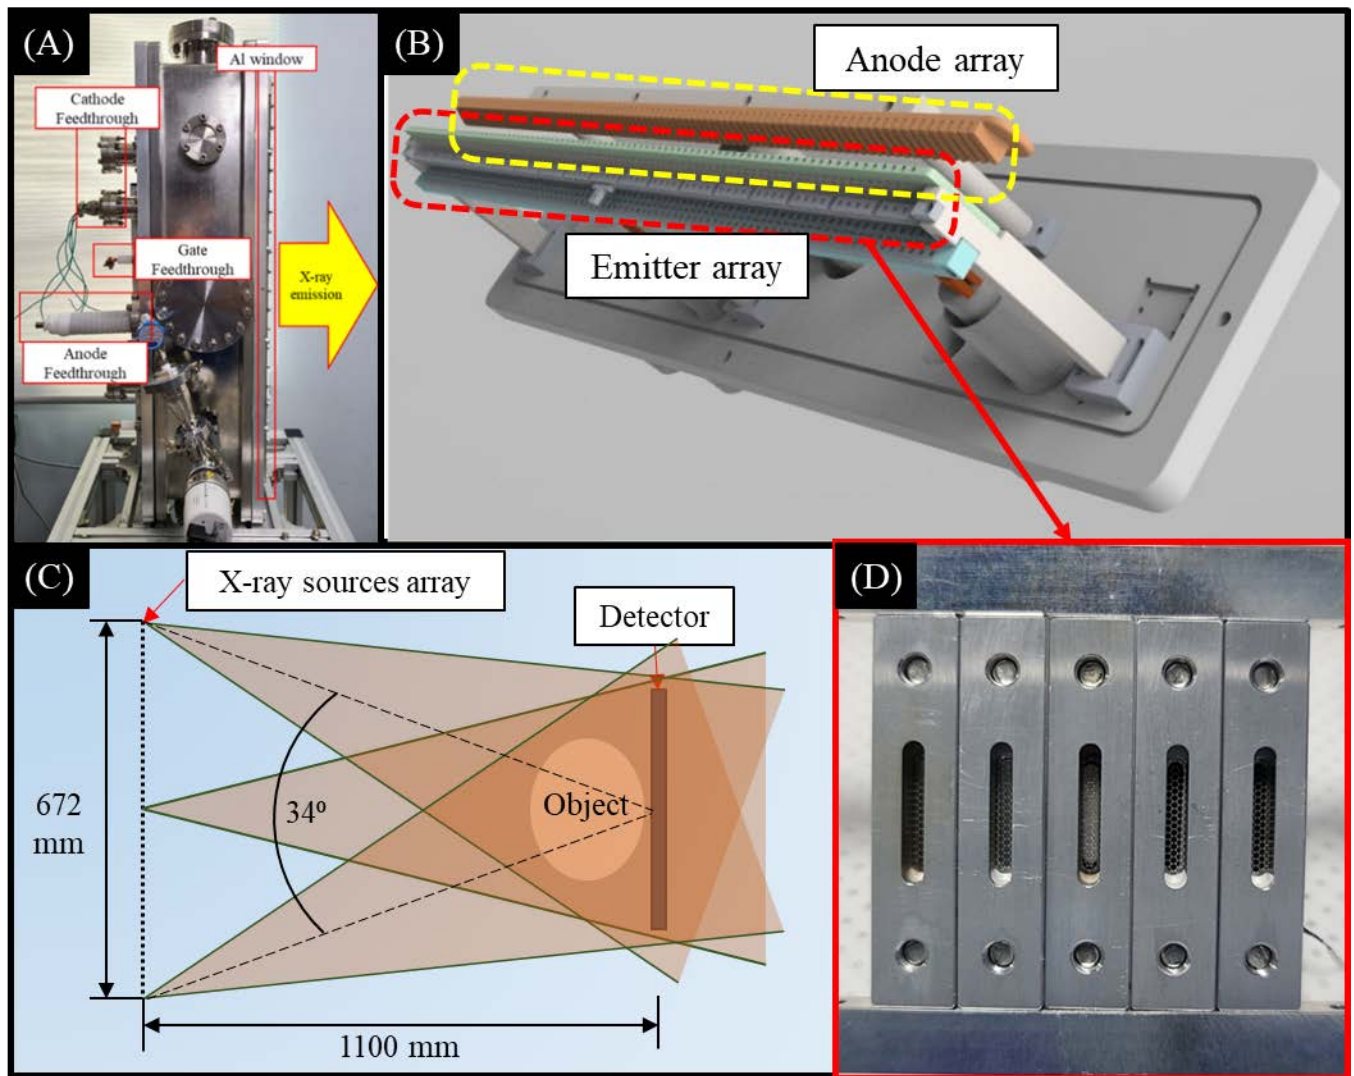 (A)
Al window
Cathode
Feedthrough
Gate
Feedthrough
X-ray
emission
Anode
Feedthrough
(B)
Anode array
Emitter array
(C)
X-ray sources array
Detector
672
mm
34°
Object
1100 mm
(D)